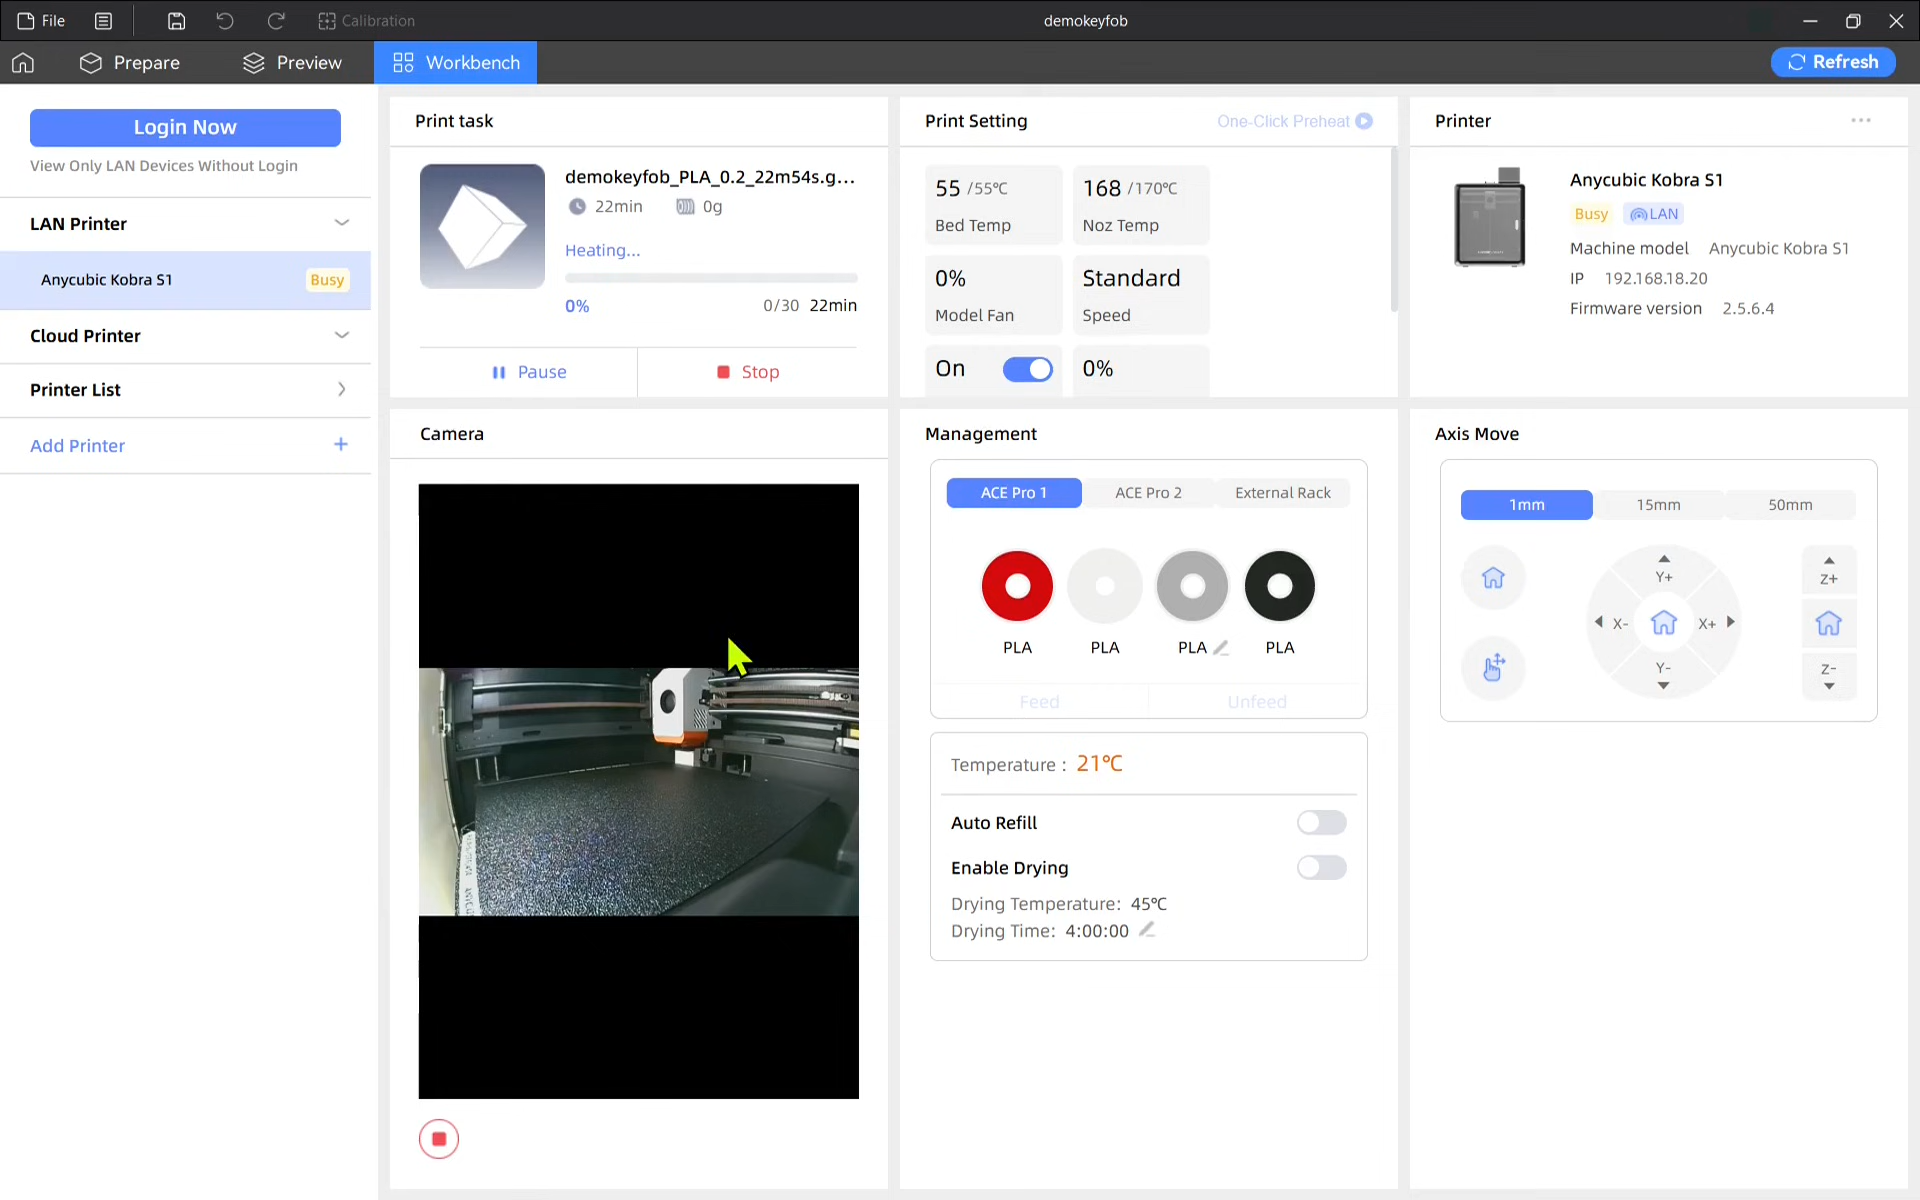 File
Calibration
demokeyfob
Prepare
Preview
Workbench
Refresh
Login Now
View Only LAN Devices Without Login
LAN Printer
Anycubic Kobra S1
Busy
Cloud Printer
Printer List
Add Printer
+
Print task
demokeyfob_PLA_0.2_22m54s.g...
22min
0g
Heating...
0%
0/30 22min
Pause
Stop
Print Setting
One-Click Preheat
55 /55℃
Bed Temp
168 /170℃
Noz Temp
0%
Model Fan
Standard
Speed
On
0%
Printer
...
Anycubic Kobra S1
Busy
LAN
Machine model Anycubic Kobra S1
IP 192.168.18.20
Firmware version 2.5.6.4
Camera
Management
ACE Pro 1
ACE Pro 2
External Rack
PLA
PLA
PLA
PLA
Feed
Unfeed
Temperature : 21℃
Auto Refill
Enable Drying
Drying Temperature: 45℃
Drying Time: 4:00:00
Axis Move
1mm
15mm
50mm
Y+
X-
X+
Y-
Z+
Z-